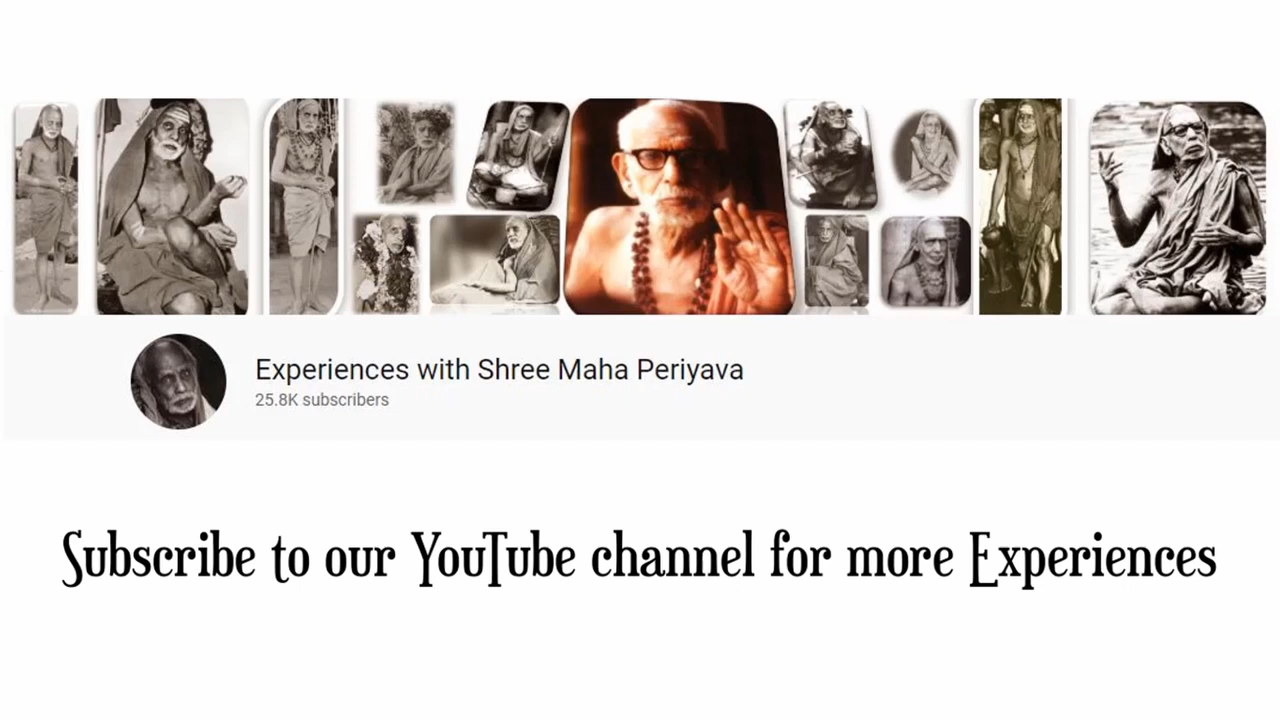 Experiences with Shree Maha Periyava
25.8K subscribers
Subscribe to our YouTube channel for more Experiences